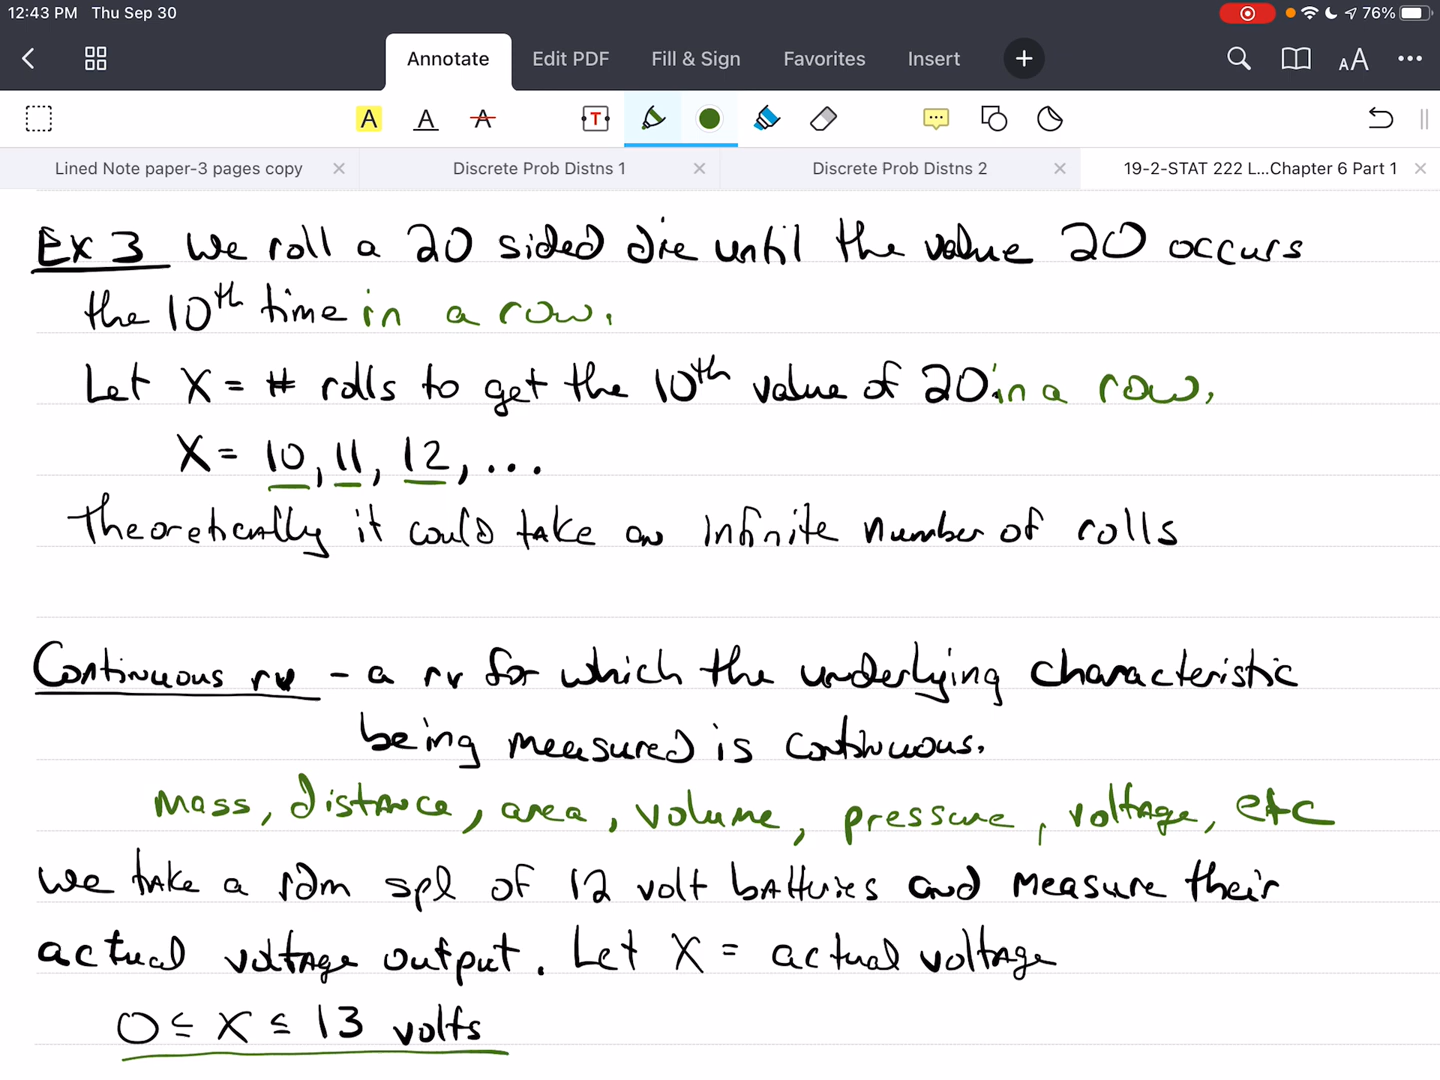 12:43 PM Thu Sep 30
76%
Annotate Edit PDF Fill & Sign Favorites Insert
Lined Note paper-3 pages copy Discrete Prob Distns 1 Discrete Prob Distns 2 19-2-STAT 222 L...Chapter 6 Part 1
Ex 3 we roll a 20 sided die until the value 20 occurs
the 10th time in a row.
Let X = # rolls to get the 10th value of 20 in a row.
X = 10, 11, 12, ...
Theoretically it could take an infinite number of rolls
Continuous rv - a rv for which the underlying characteristic
being measured is continuous.
mass, distance, area, volume, pressure, voltage, etc
we take a rdm spl of 12 volt batteries and measure their
actual voltage output. Let X = actual voltage
0 ≤ X ≤ 13 volts